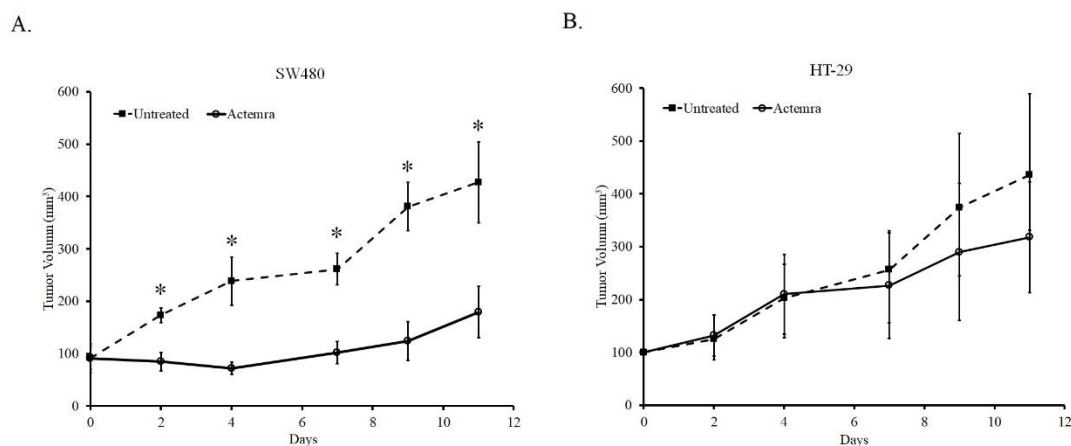 A.
SW480
Untreated Actemra
Tumor Volumn (mm³)
600
500
400
300
200
100
0
* * * * *
0 2 4 6 8 10 12
Days
B.
HT-29
Untreated Actemra
Tumor Volumn (mm³)
600
500
400
300
200
100
0
0 2 4 6 8 10 12
Days